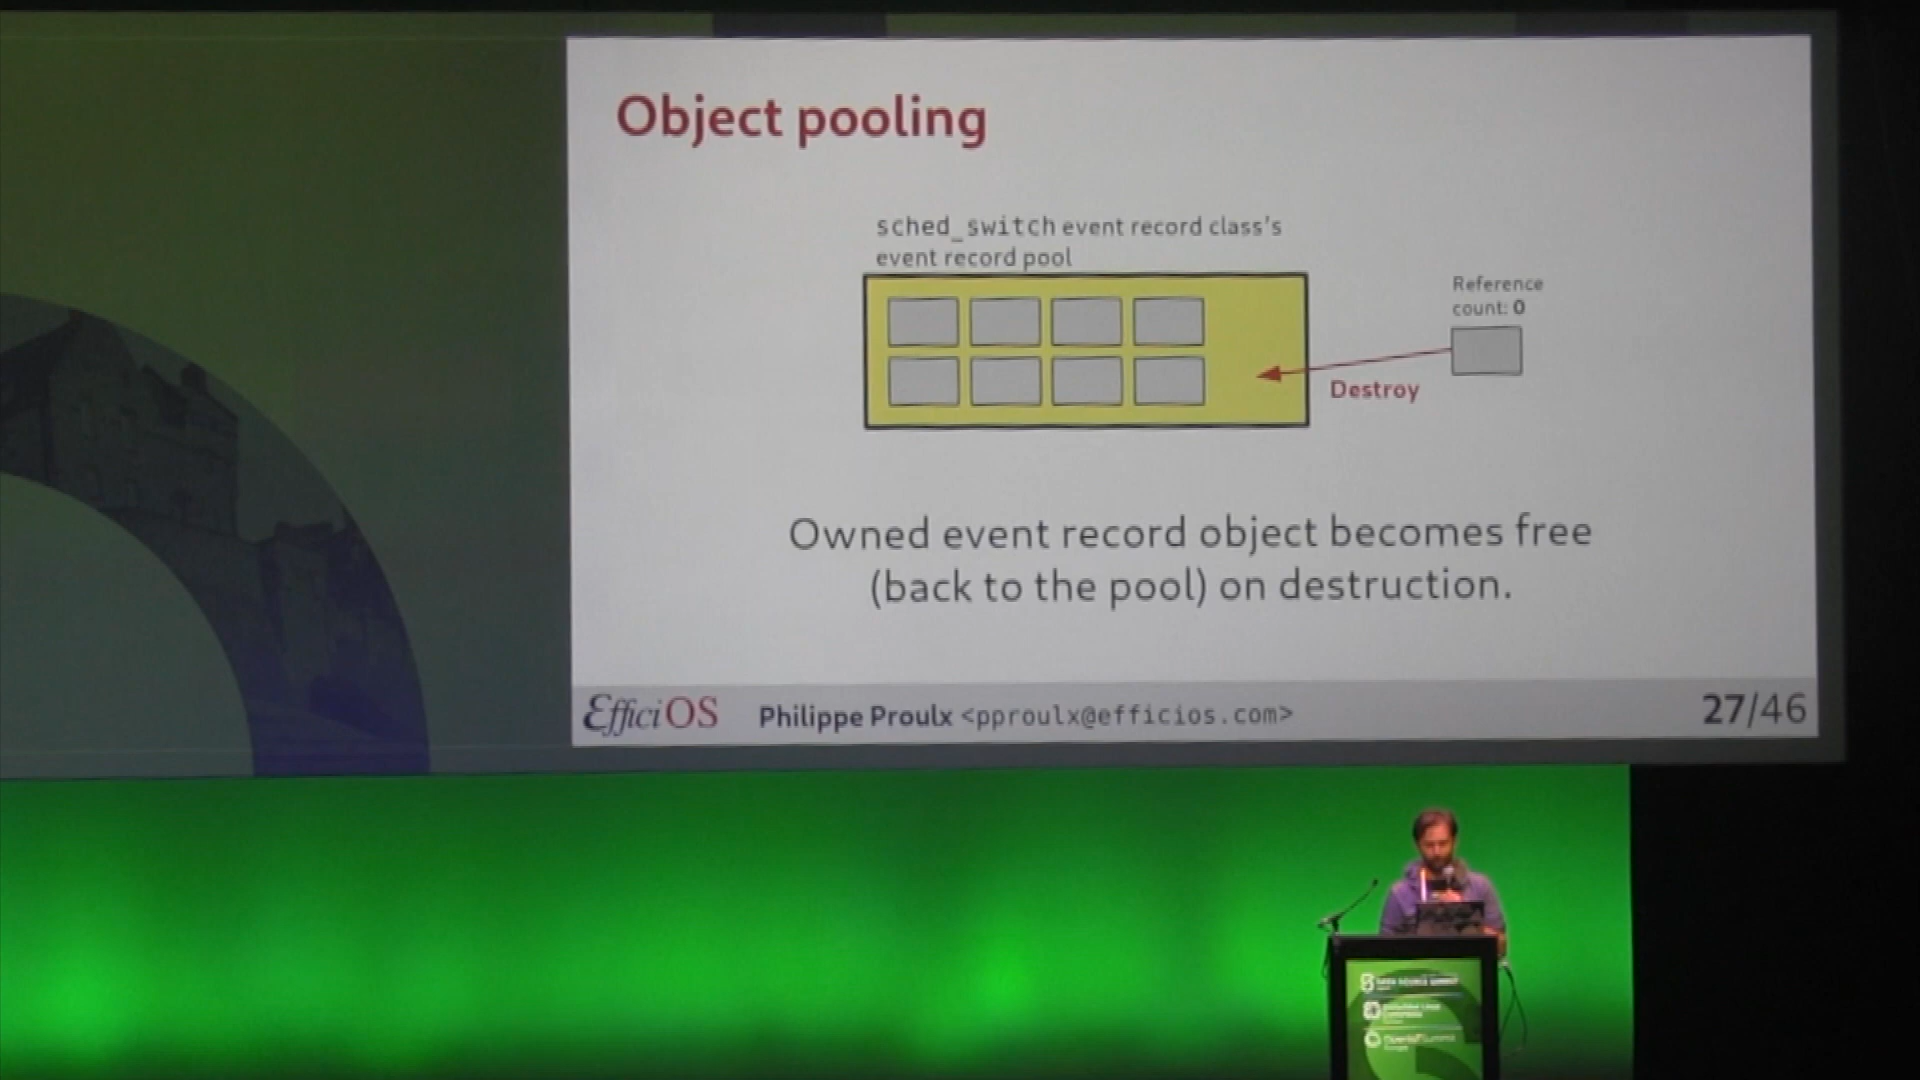 Object pooling
sched_switch event record class's
event record pool
Reference
count: 0
Destroy
Owned event record object becomes free
(back to the pool) on destruction.
EfficiOS Philippe Proulx <pproulx@efficios.com> 27/46